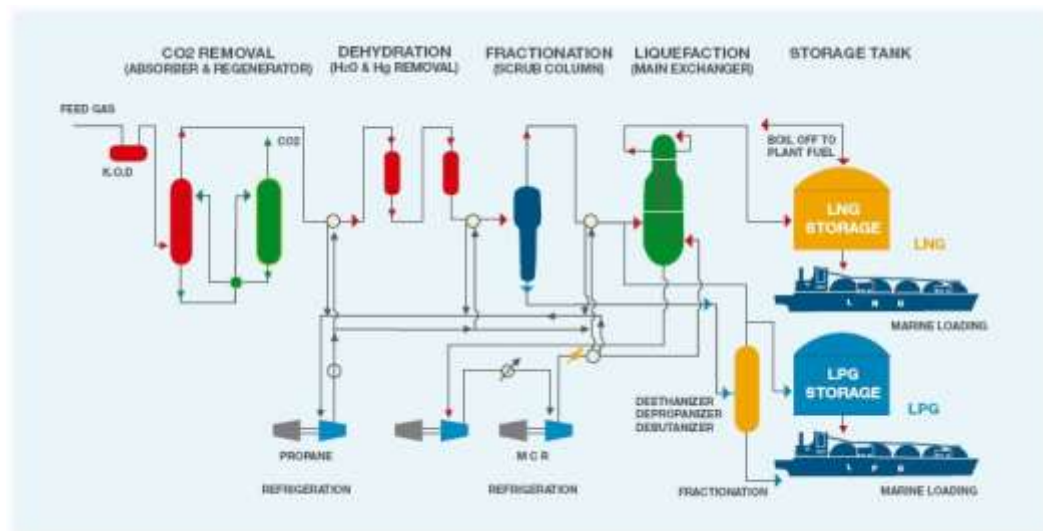 CO2 REMOVAL
(ABSORBER & REGENERATOR)
DEHYDRATION
(H2O & Hg REMOVAL)
FRACTIONATION
(SCRUB COLUMN)
LIQUEFACTION
(MAIN EXCHANGER)
STORAGE TANK
FEED GAS
K.O.D
CO2
BOIL OFF TO
PLANT FUEL
LNG
STORAGE
LNG
L N G
MARINE LOADING
LPG
STORAGE
LPG
DEETHANIZER
DEPROPANIZER
DEBUTANIZER
PROPANE
M C R
L P G
REFRIGERATION
REFRIGERATION
FRACTIONATION
MARINE LOADING